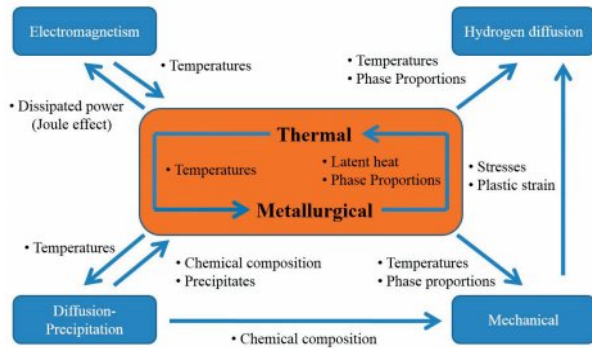 Electromagnetism
Hydrogen diffusion
• Temperatures
• Temperatures
• Phase Proportions
• Dissipated power
(Joule effect)
Thermal
• Temperatures
• Latent heat
• Phase Proportions
• Stresses
• Plastic strain
Metallurgical
• Temperatures
• Chemical composition
• Precipitates
• Temperatures
• Phase proportions
Diffusion-
Precipitation
Mechanical
• Chemical composition